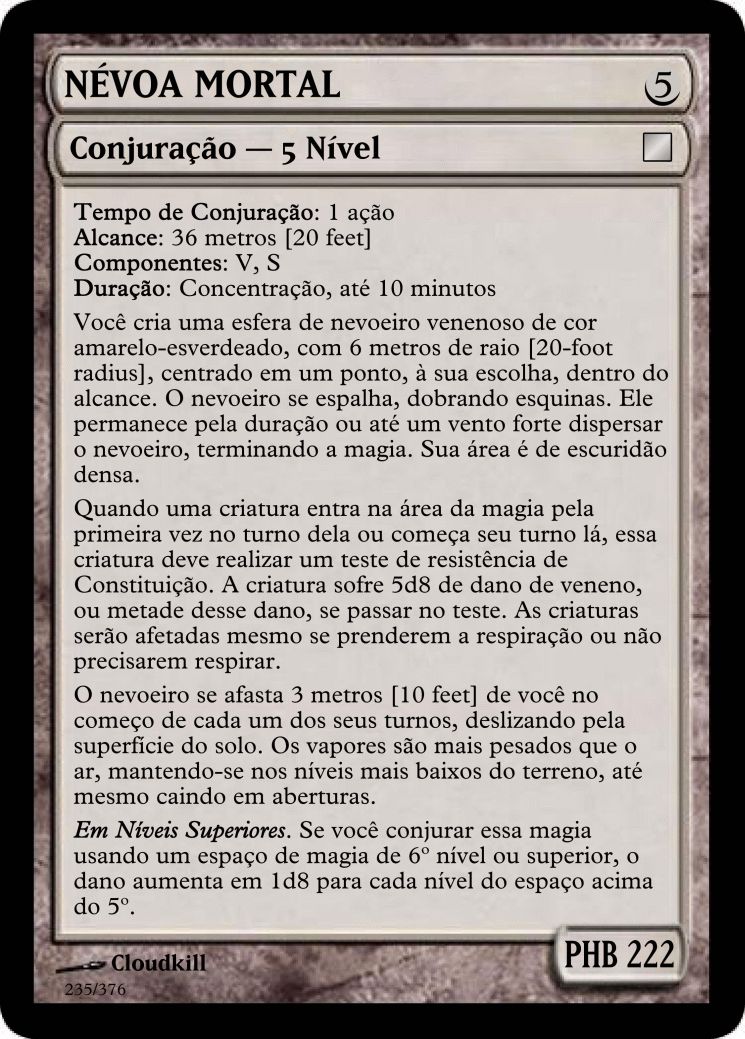 NÉVOA MORTAL
5
Conjuração — 5 Nível
Tempo de Conjuração: 1 ação
Alcance: 36 metros [20 feet]
Componentes: V, S
Duração: Concentração, até 10 minutos
Você cria uma esfera de nevoeiro venenoso de cor
amarelo-esverdeado, com 6 metros de raio [20-foot
radius], centrado em um ponto, à sua escolha, dentro do
alcance. O nevoeiro se espalha, dobrando esquinas. Ele
permanece pela duração ou até um vento forte dispersar
o nevoeiro, terminando a magia. Sua área é de escuridão
densa.
Quando uma criatura entra na área da magia pela
primeira vez no turno dela ou começa seu turno lá, essa
criatura deve realizar um teste de resistência de
Constituição. A criatura sofre 5d8 de dano de veneno,
ou metade desse dano, se passar no teste. As criaturas
serão afetadas mesmo se prenderem a respiração ou não
precisarem respirar.
O nevoeiro se afasta 3 metros [10 feet] de você no
começo de cada um dos seus turnos, deslizando pela
superfície do solo. Os vapores são mais pesados que o
ar, mantendo-se nos níveis mais baixos do terreno, até
mesmo caindo em aberturas.
Em Níveis Superiores. Se você conjurar essa magia
usando um espaço de magia de 6º nível ou superior, o
dano aumenta em 1d8 para cada nível do espaço acima
do 5º.
PHB 222
Cloudkill
235/376